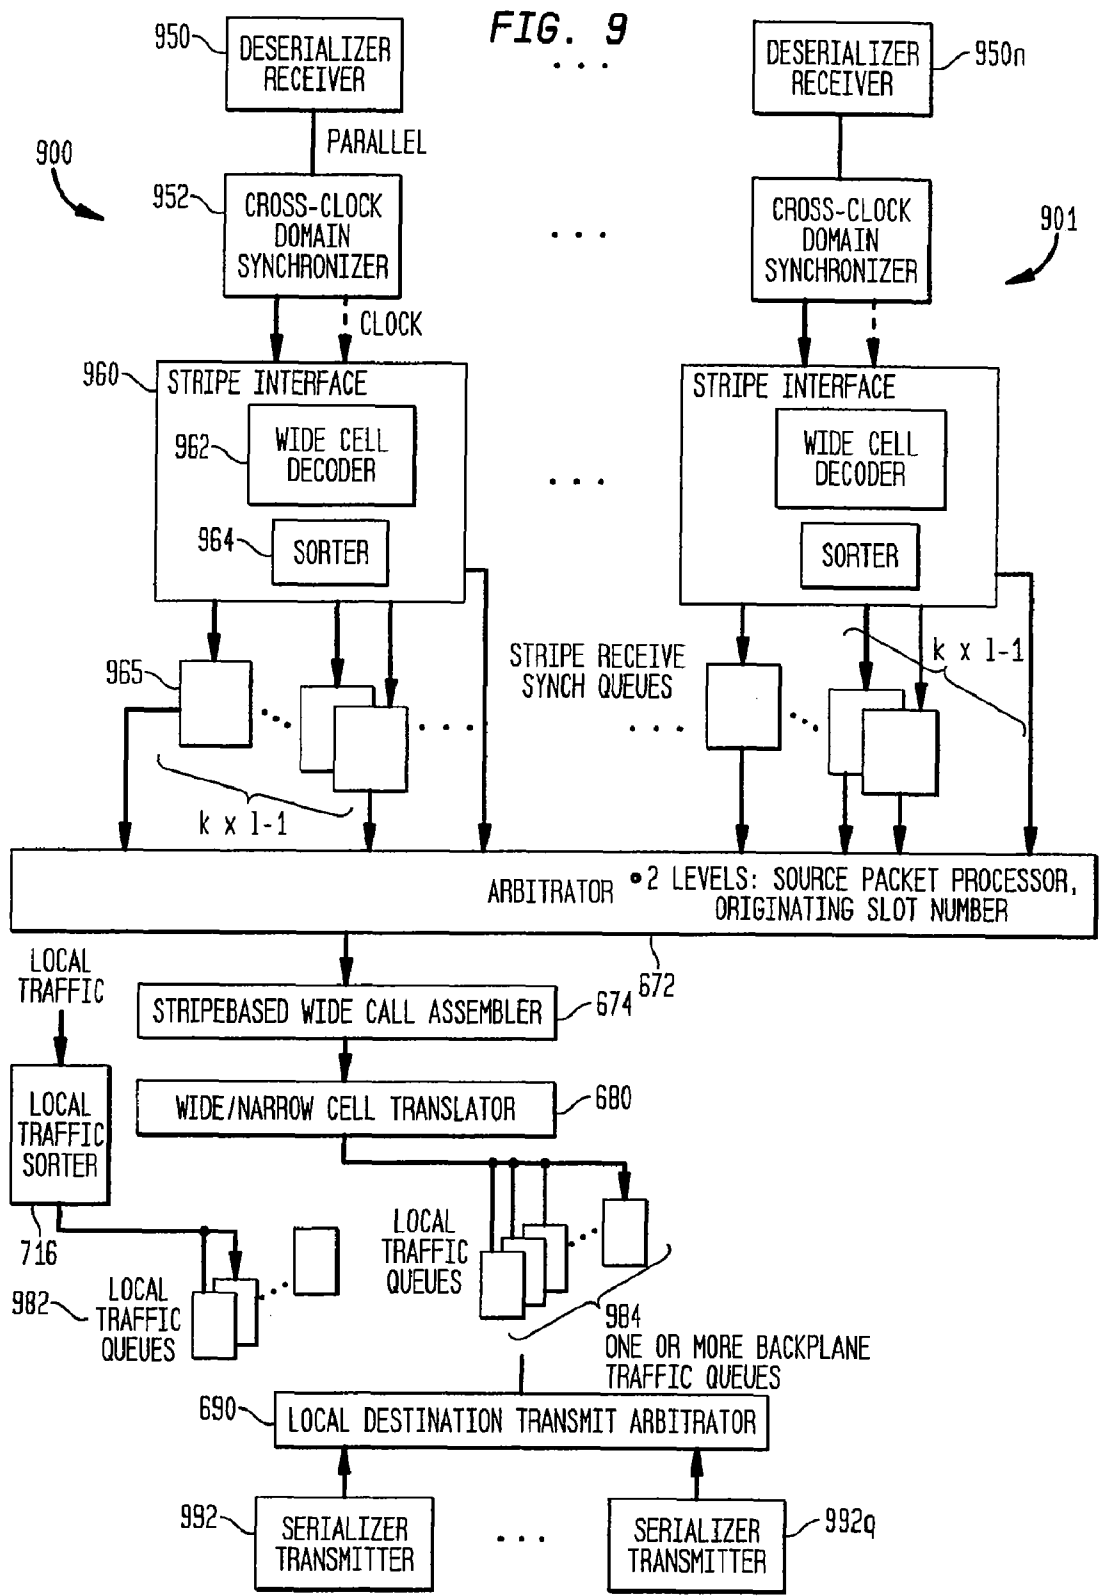 FIG. 9
950
DESERIALIZER
RECEIVER
. . .
DESERIALIZER
RECEIVER
950n
PARALLEL
900
952
CROSS-CLOCK
DOMAIN
SYNCHRONIZER
. . .
CROSS-CLOCK
DOMAIN
SYNCHRONIZER
901
CLOCK
960
STRIPE INTERFACE
962
WIDE CELL
DECODER
964
SORTER
. . .
STRIPE INTERFACE
WIDE CELL
DECODER
SORTER
965
STRIPE RECEIVE
SYNCH QUEUES
k x l-1
k x l-1
ARBITRATOR
•2 LEVELS: SOURCE PACKET PROCESSOR,
ORIGINATING SLOT NUMBER
672
LOCAL
TRAFFIC
STRIPEBASED WIDE CALL ASSEMBLER
674
WIDE/NARROW CELL TRANSLATOR
680
LOCAL
TRAFFIC
SORTER
716
LOCAL
TRAFFIC
QUEUES
982
LOCAL
TRAFFIC
QUEUES
984
ONE OR MORE BACKPLANE
TRAFFIC QUEUES
690
LOCAL DESTINATION TRANSMIT ARBITRATOR
992
SERIALIZER
TRANSMITTER
. . .
SERIALIZER
TRANSMITTER
992q